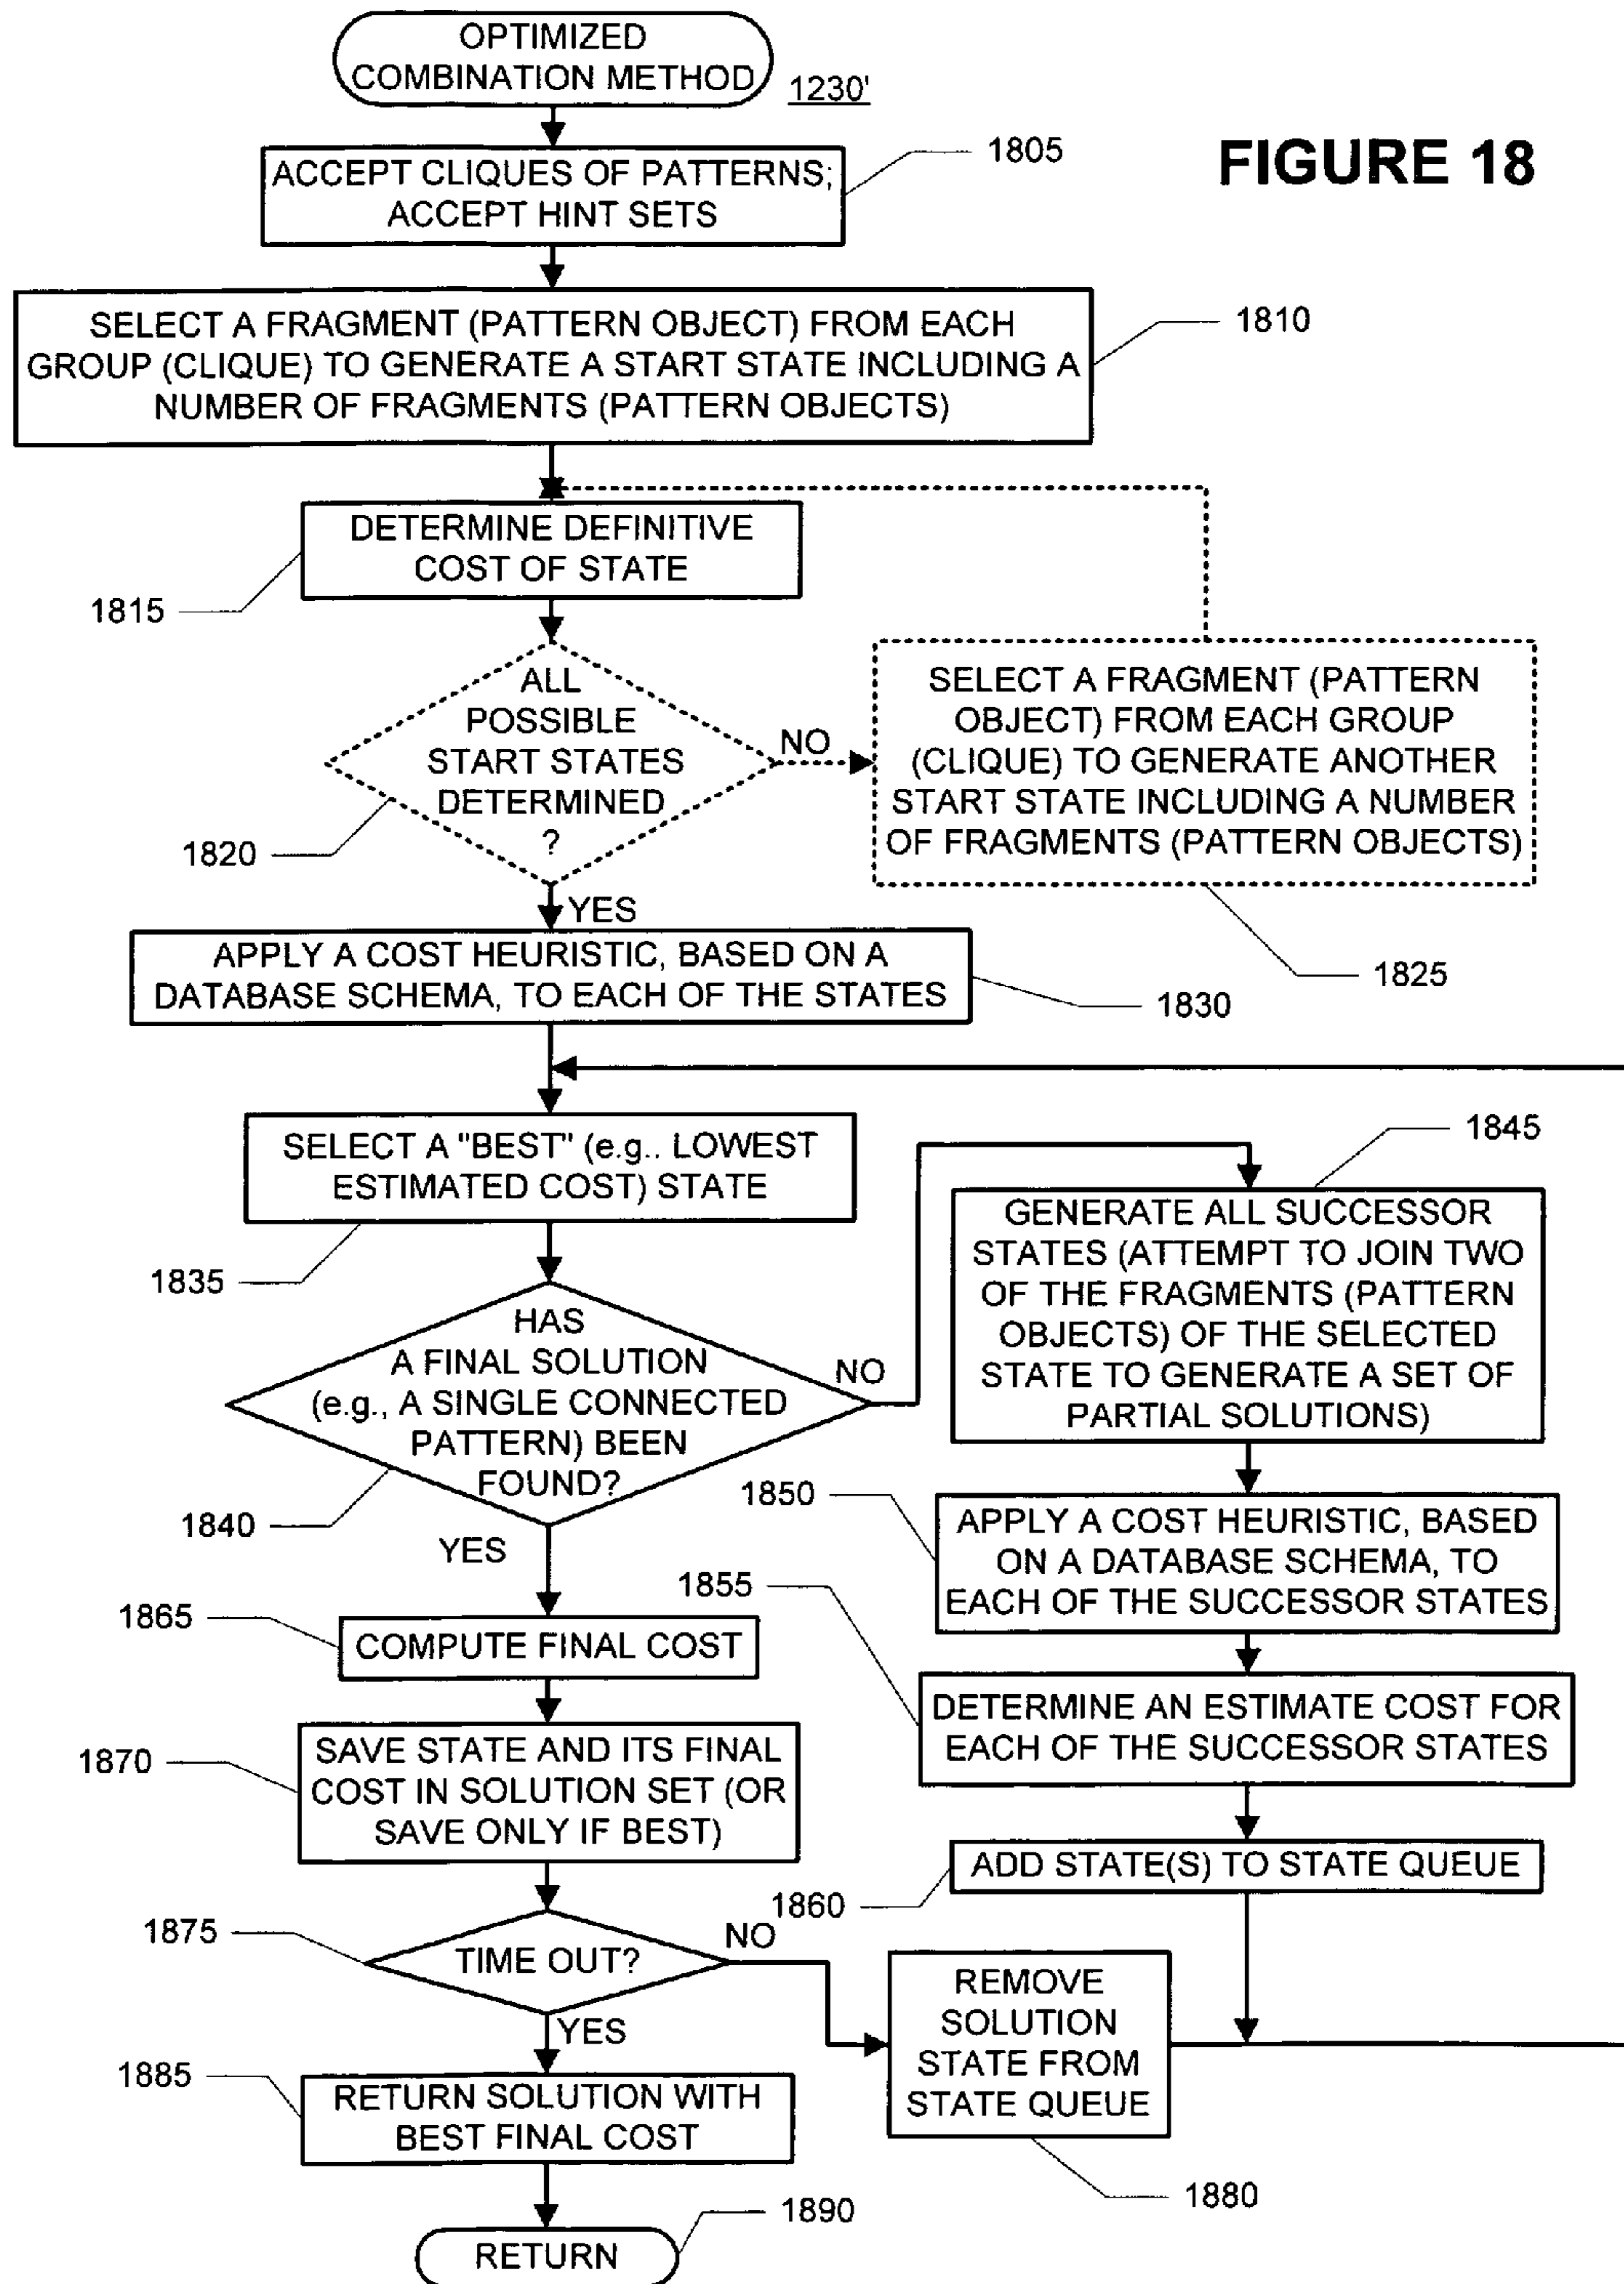 OPTIMIZED
COMBINATION METHOD
1230'
FIGURE 18
1805
ACCEPT CLIQUES OF PATTERNS;
ACCEPT HINT SETS
1810
SELECT A FRAGMENT (PATTERN OBJECT) FROM EACH
GROUP (CLIQUE) TO GENERATE A START STATE INCLUDING A
NUMBER OF FRAGMENTS (PATTERN OBJECTS)
DETERMINE DEFINITIVE
COST OF STATE
1815
ALL
POSSIBLE
START STATES
DETERMINED
?
1820
NO
SELECT A FRAGMENT (PATTERN
OBJECT) FROM EACH GROUP
(CLIQUE) TO GENERATE ANOTHER
START STATE INCLUDING A NUMBER
OF FRAGMENTS (PATTERN OBJECTS)
1825
YES
APPLY A COST HEURISTIC, BASED ON A
DATABASE SCHEMA, TO EACH OF THE STATES
1830
SELECT A "BEST" (e.g.. LOWEST
ESTIMATED COST) STATE
1835
HAS
A FINAL SOLUTION
(e.g., A SINGLE CONNECTED
PATTERN) BEEN
FOUND?
1840
NO
1845
GENERATE ALL SUCCESSOR
STATES (ATTEMPT TO JOIN TWO
OF THE FRAGMENTS (PATTERN
OBJECTS) OF THE SELECTED
STATE TO GENERATE A SET OF
PARTIAL SOLUTIONS)
1850
APPLY A COST HEURISTIC, BASED
ON A DATABASE SCHEMA, TO
EACH OF THE SUCCESSOR STATES
1855
DETERMINE AN ESTIMATE COST FOR
EACH OF THE SUCCESSOR STATES
ADD STATE(S) TO STATE QUEUE
1860
YES
1865
COMPUTE FINAL COST
1870
SAVE STATE AND ITS FINAL
COST IN SOLUTION SET (OR
SAVE ONLY IF BEST)
1875
TIME OUT?
NO
REMOVE
SOLUTION
STATE FROM
STATE QUEUE
1880
YES
1885
RETURN SOLUTION WITH
BEST FINAL COST
1890
RETURN